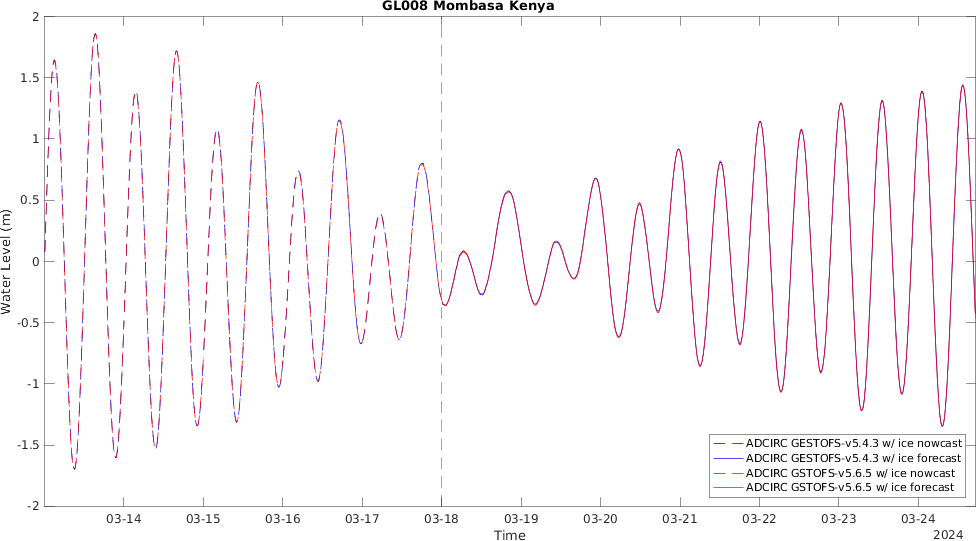 GL008 Mombasa Kenya
Water Level (m)
2
1.5
1
0.5
0
-0.5
-1
-1.5
-2
ADCIRC GESTOFS-v5.4.3 w/ ice nowcast
ADCIRC GESTOFS-v5.4.3 w/ ice forecast
ADCIRC GSTOFS-v5.6.5 w/ ice nowcast
ADCIRC GSTOFS-v5.6.5 w/ ice forecast
03-14 03-15 03-16 03-17 03-18 03-19 03-20 03-21 03-22 03-23 03-24
Time
2024